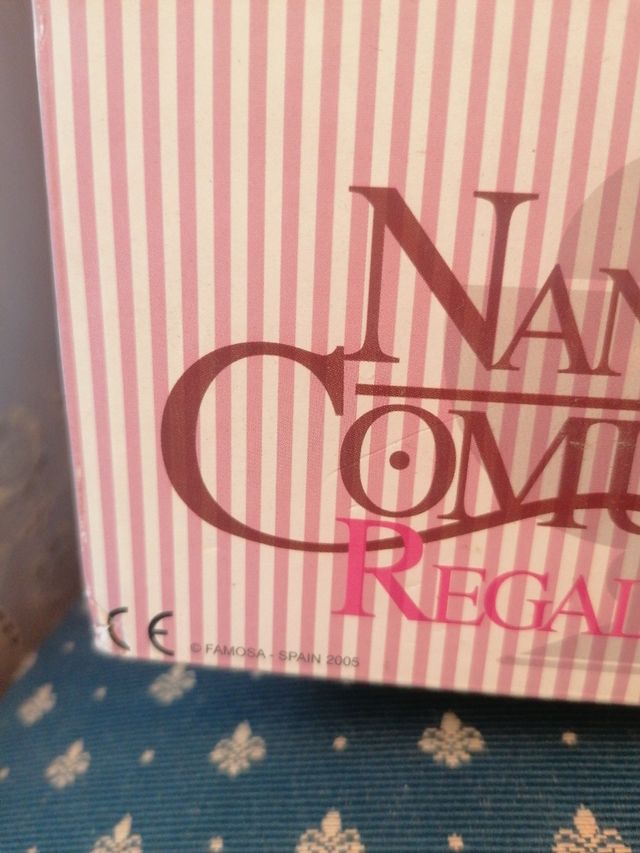 NAN
COMU
REGAL
CE
© FAMOSA - SPAIN 2005